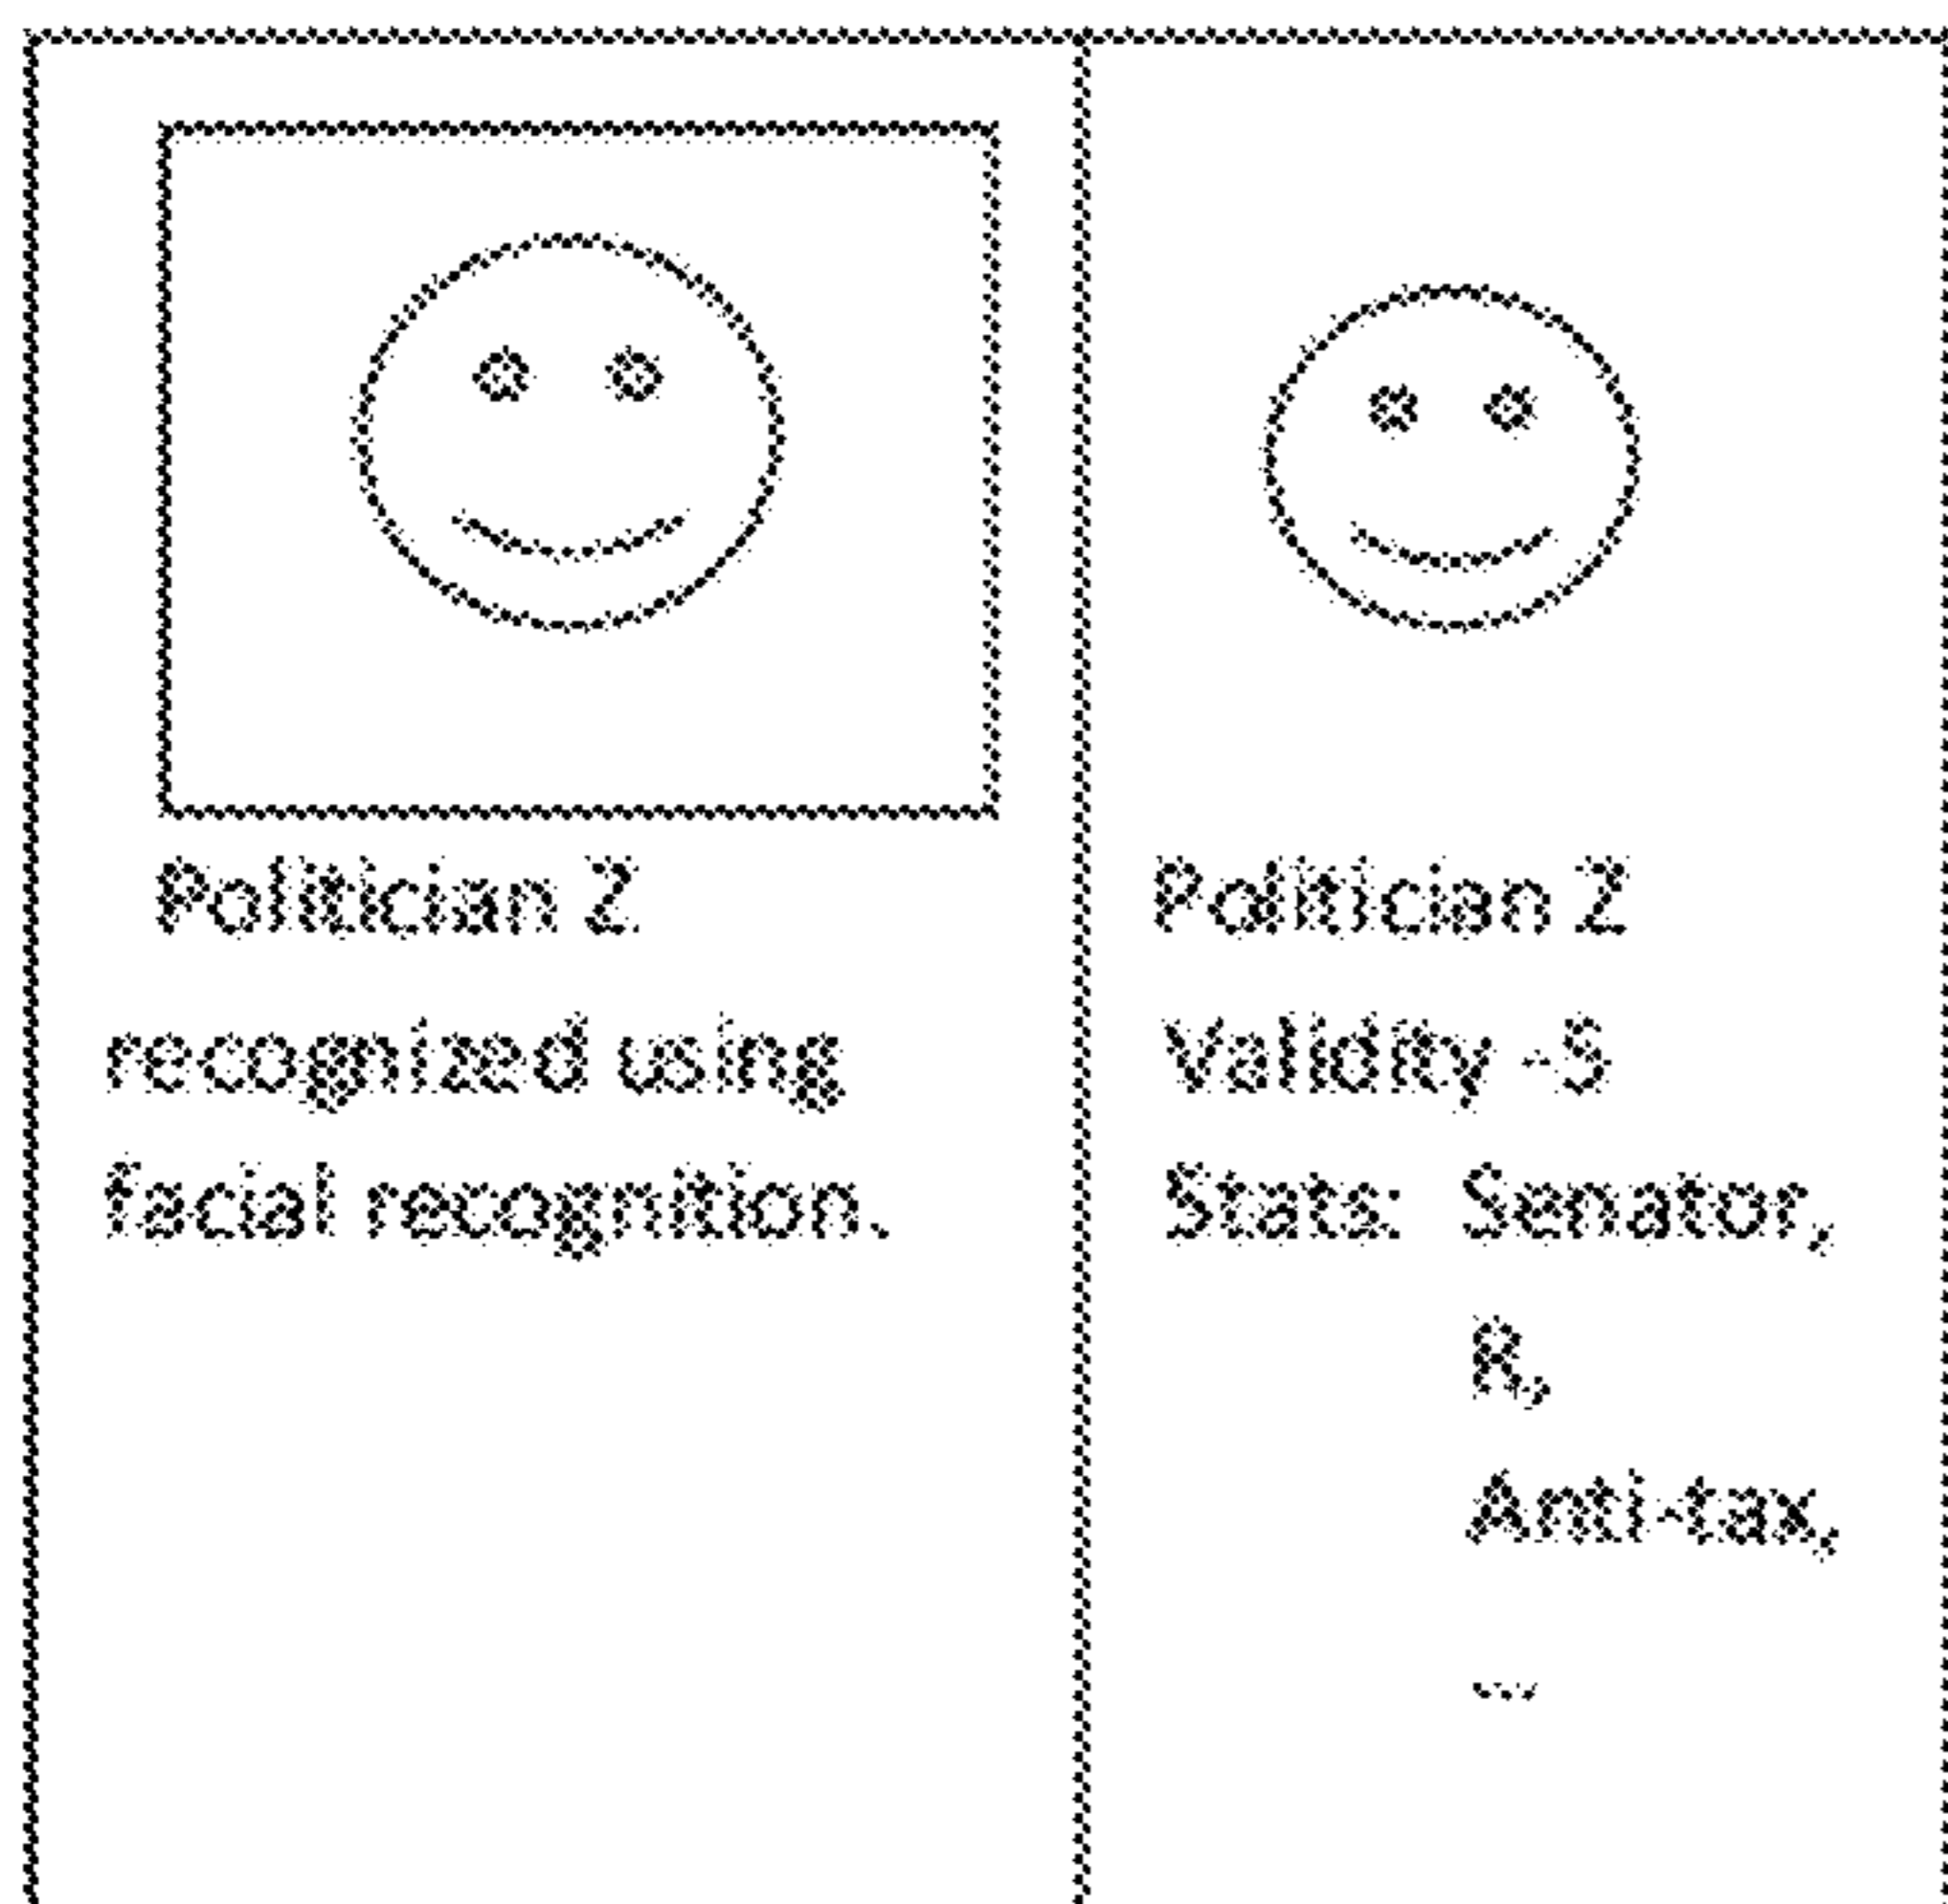 Politician Z
recognized using
facial recognition.
Politician Z
Validity -5
Stats: Senator,
R,
Anti-tax,
...